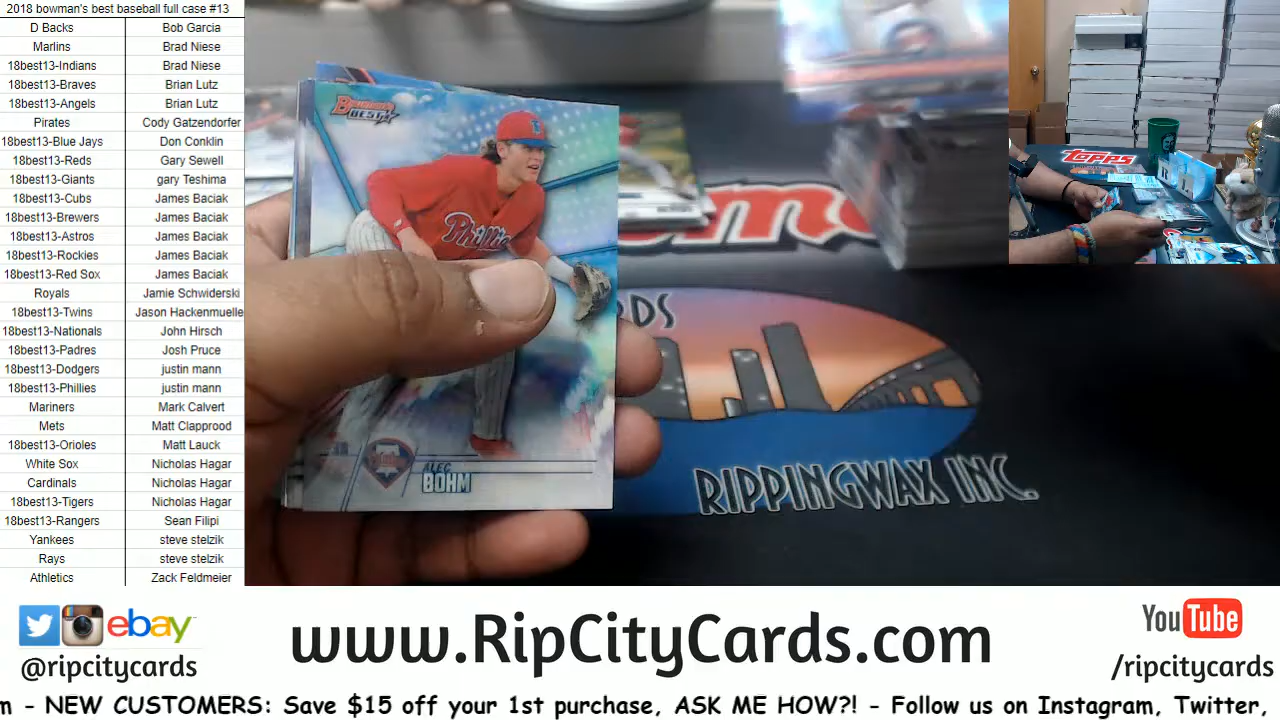 2018 bowman's best baseball full case #13
D Backs Bob Garcia
Marlins Brad Niese
18best13-Indians Brad Niese
18best13-Braves Brian Lutz
18best13-Angels Brian Lutz
Pirates Cody Gatzendorfer
18best13-Blue Jays Don Conklin
18best13-Reds Gary Sewell
18best13-Giants gary Teshima
18best13-Cubs James Baciak
18best13-Brewers James Baciak
18best13-Astros James Baciak
18best13-Rockies James Baciak
18best13-Red Sox James Baciak
Royals Jamie Schwiderski
18best13-Twins Jason Hackenmuelle
18best13-Nationals John Hirsch
18best13-Padres Josh Pruce
18best13-Dodgers justin mann
18best13-Phillies justin mann
Mariners Mark Calvert
Mets Matt Clapprood
18best13-Orioles Matt Lauck
White Sox Nicholas Hagar
Cardinals Nicholas Hagar
18best13-Tigers Nicholas Hagar
18best13-Rangers Sean Filipi
Yankees steve stelzik
Rays steve stelzik
Athletics Zack Feldmeier
Bowman's
BEST
Phillies
ALEC
BOHM
RDS
RIPPINGWAX INC.
topps
ebay
@ripcitycards
www.RipCityCards.com
YouTube
/ripcitycards
m - NEW CUSTOMERS: Save $15 off your 1st purchase, ASK ME HOW?! - Follow us on Instagram, Twitter,